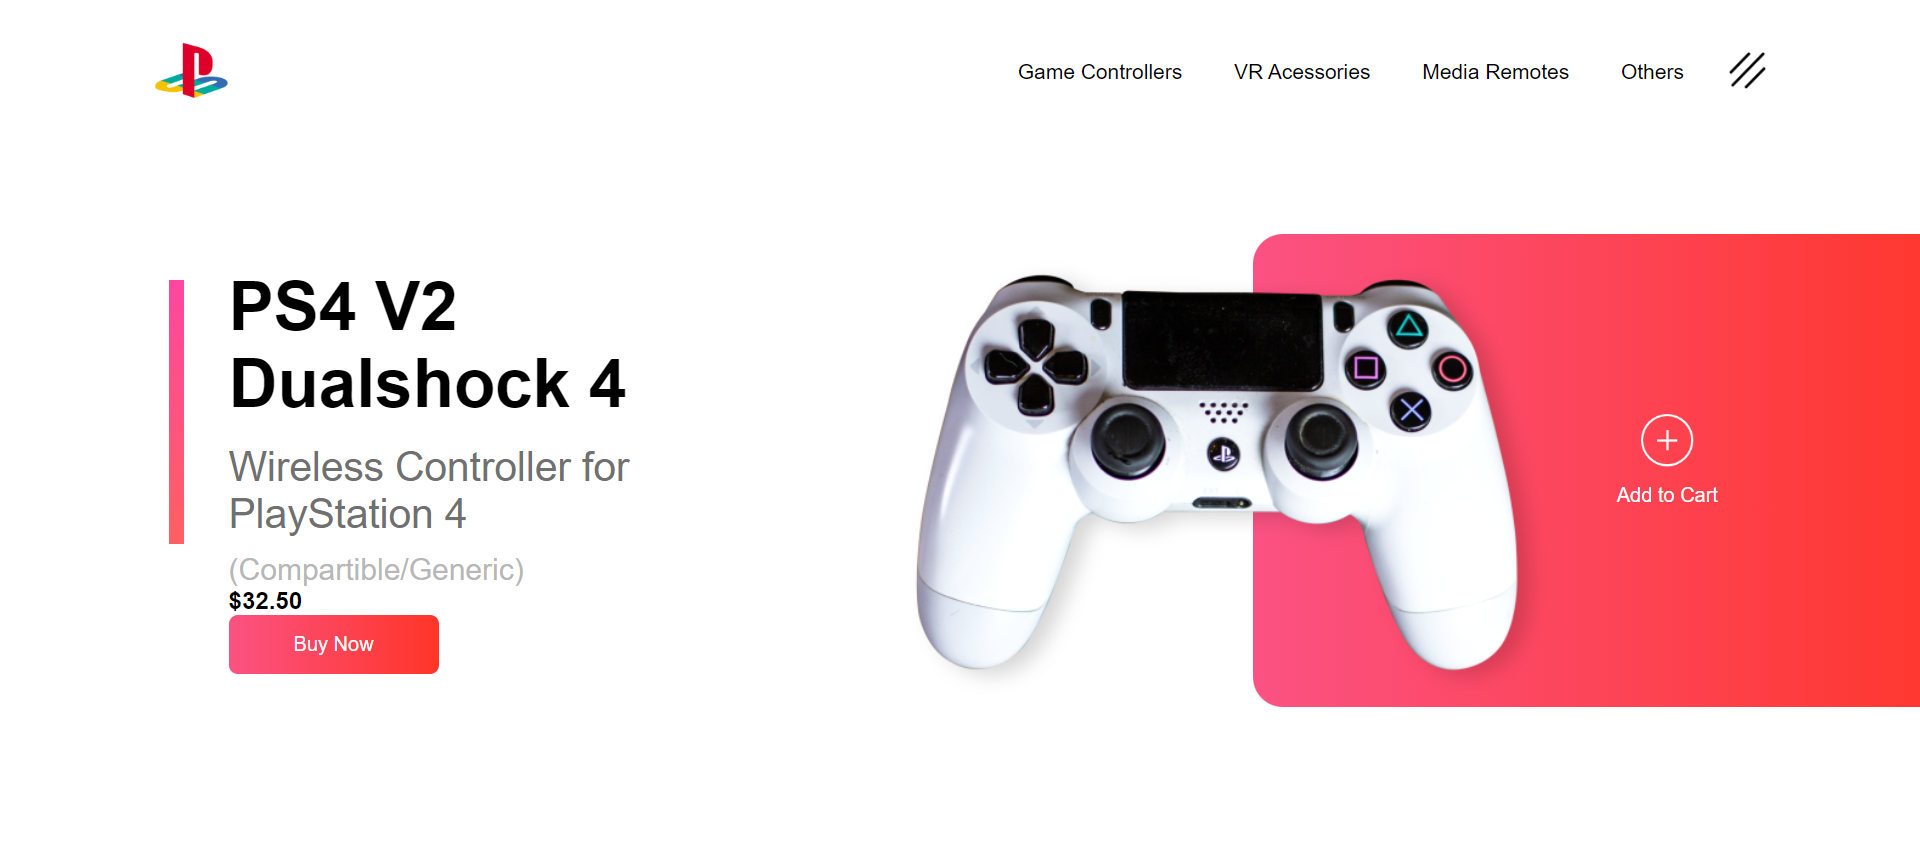 Game Controllers
VR Acessories
Media Remotes
Others
PS4 V2
Dualshock 4
Wireless Controller for
PlayStation 4
(Compartible/Generic)
$32.50
Buy Now
Add to Cart